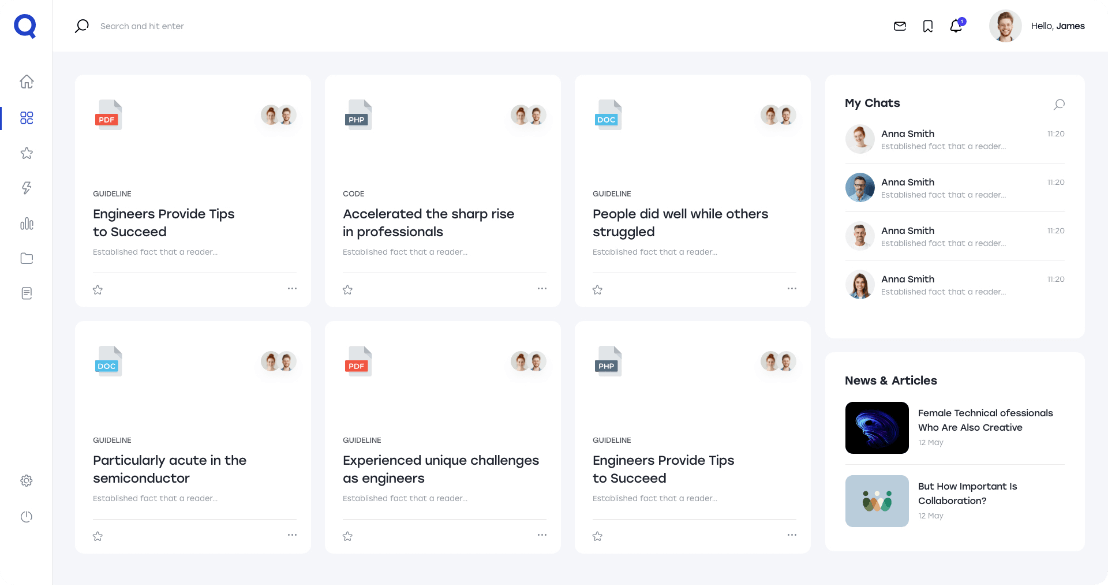 Search and hit enter
1
Hello, James
PDF
GUIDELINE
Engineers Provide Tips
to Succeed
Established fact that a reader...
PHP
CODE
Accelerated the sharp rise
in professionals
Established fact that a reader...
DOC
GUIDELINE
People did well while others
struggled
Established fact that a reader...
DOC
GUIDELINE
Particularly acute in the
semiconductor
Established fact that a reader...
PDF
GUIDELINE
Experienced unique challenges
as engineers
Established fact that a reader...
PHP
GUIDELINE
Engineers Provide Tips
to Succeed
Established fact that a reader...
My Chats
Anna Smith 11:20
Established fact that a reader...
Anna Smith 11:20
Established fact that a reader...
Anna Smith 11:20
Established fact that a reader...
Anna Smith 11:20
Established fact that a reader...
News & Articles
Female Technical ofessionals
Who Are Also Creative
12 May
But How Important Is
Collaboration?
12 May